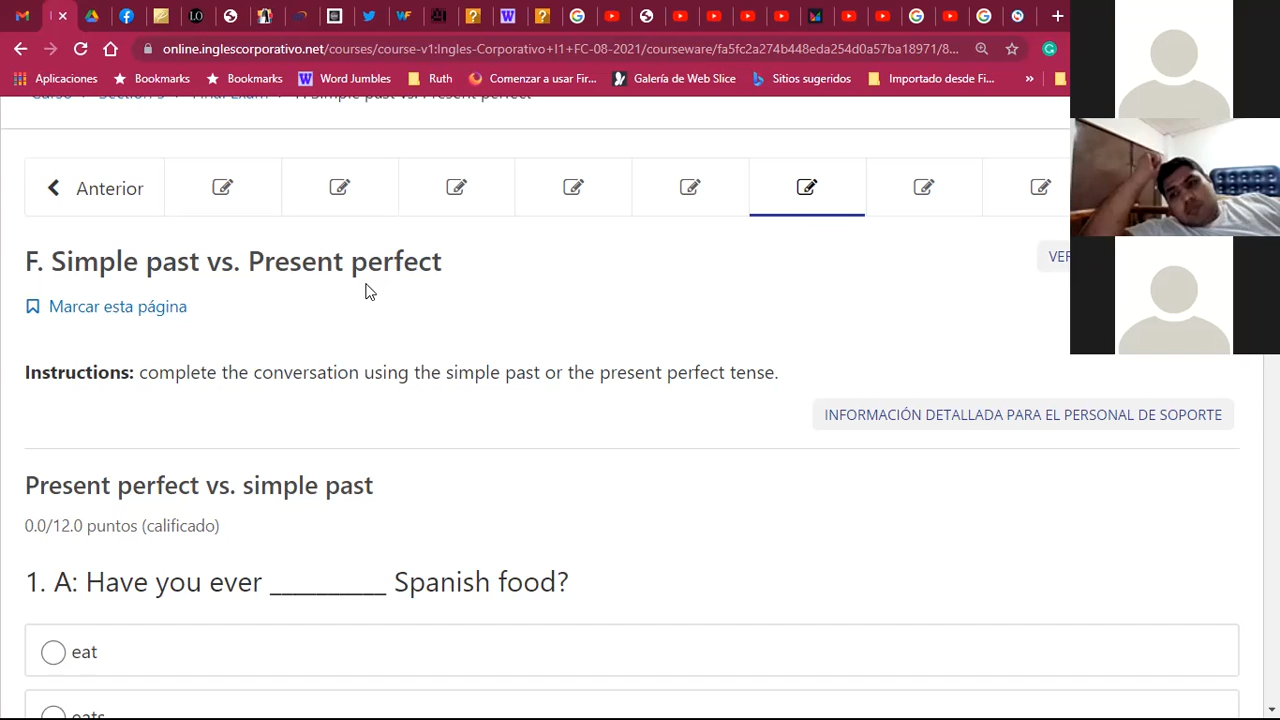 online.inglescorporativo.net/courses/course-v1:Ingles-Corporativo+I1+FC-08-2021/courseware/fa5fc2a274b448eda254d0a57ba18971/8...
Aplicaciones Bookmarks Bookmarks Word Jumbles Ruth Comenzar a usar Fir... Galería de Web Slice Sitios sugeridos Importado desde Fi... »
Anterior
F. Simple past vs. Present perfect
VER
Marcar esta página
Instructions: complete the conversation using the simple past or the present perfect tense.
INFORMACIÓN DETALLADA PARA EL PERSONAL DE SOPORTE
Present perfect vs. simple past
0.0/12.0 puntos (calificado)
1. A: Have you ever __________ Spanish food?
eat
eats